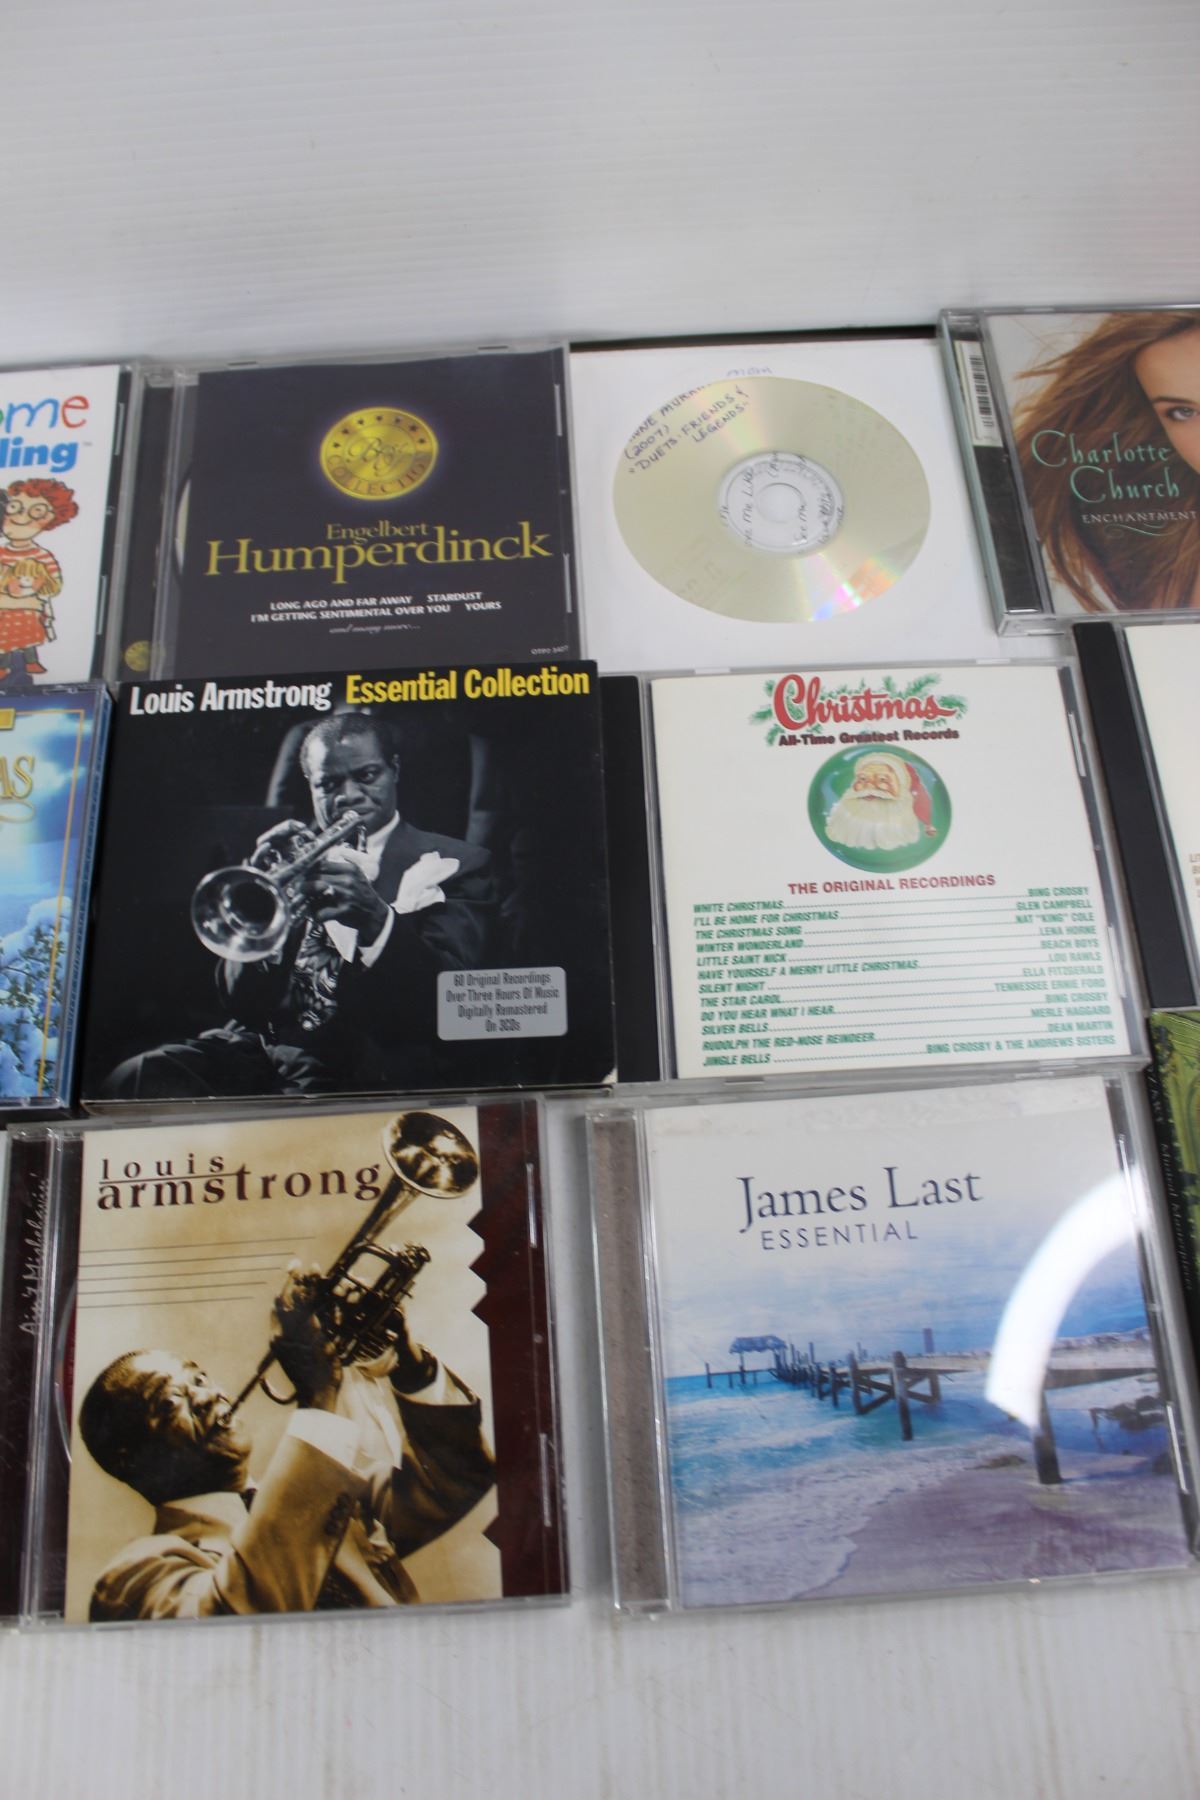 ome
ling™
COLLECTION
Engelbert
Humperdinck
LONG AGO AND FAR AWAY STARDUST
I'M GETTING SENTIMENTAL OVER YOU YOURS
and many more...
mom
MURRAY
(2007)
"DUETS-FRIENDS &
LEGENDS"
Charlotte
Church
ENCHANTMENT
AS
Louis Armstrong Essential Collection
60 Original Recordings
Over Three Hours Of Music
Digitally Remastered
On 3CDs
Christmas
All-Time Greatest Records
THE ORIGINAL RECORDINGS
WHITE CHRISTMAS BING CROSBY
I'LL BE HOME FOR CHRISTMAS GLEN CAMPBELL
THE CHRISTMAS SONG NAT "KING" COLE
WINTER WONDERLAND LENA HORNE
LITTLE SAINT NICK BEACH BOYS
HAVE YOURSELF A MERRY LITTLE CHRISTMAS LOU RAWLS
SILENT NIGHT ELLA FITZGERALD
THE STAR CAROL TENNESSEE ERNIE FORD
DO YOU HEAR WHAT I HEAR BING CROSBY
SILVER BELLS MERLE HAGGARD
RUDOLPH THE RED-NOSE REINDEER DEAN MARTIN
JINGLE BELLS BING CROSBY & THE ANDREWS SISTERS
Ain't Misbehavin'
louis
armstrong
James Last
ESSENTIAL